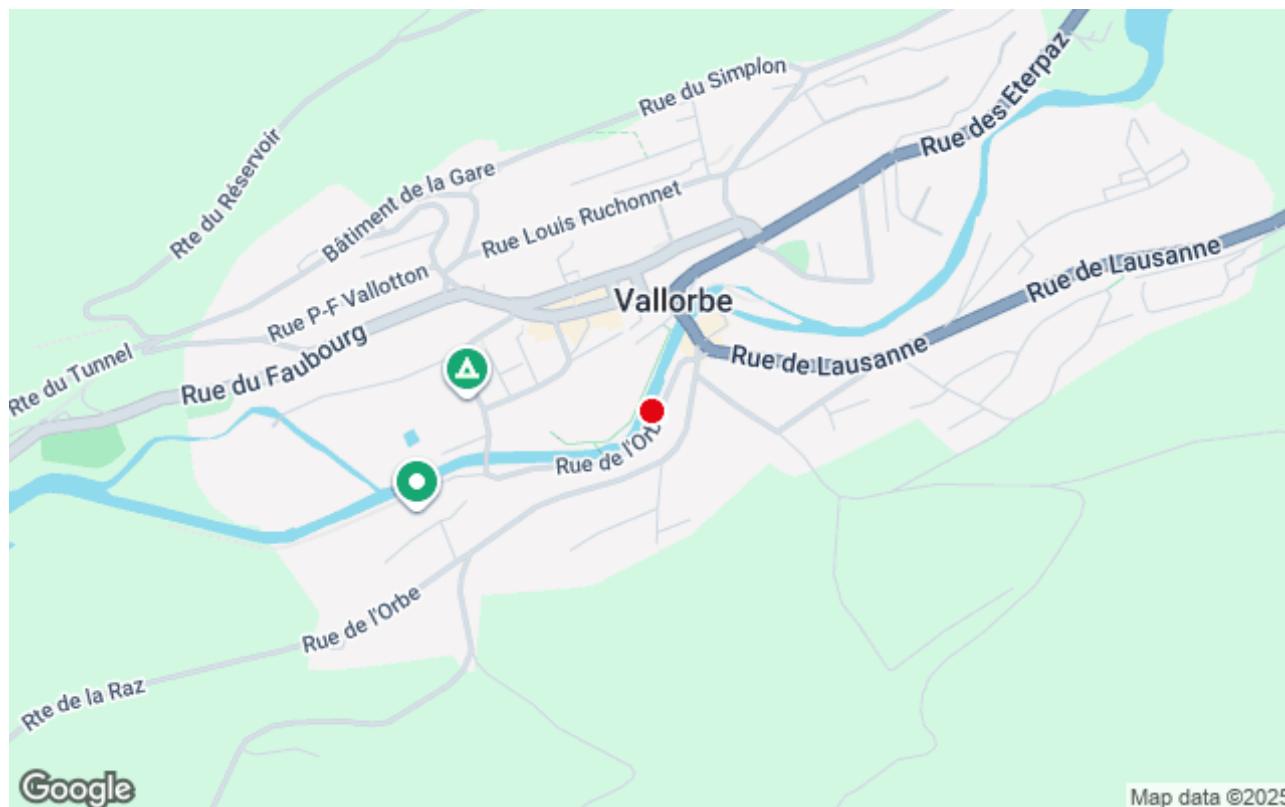 Rue du Simplon
Rue des Eterpaz
Rte du Réservoir
Bâtiment de la Gare
Rue Louis Ruchonnet
Rue P-F Vallotton
Rue de Lausanne
Vallorbe
Rue du Faubourg
Rue de Lausanne
Rte du Tunnel
Rue de l'Orb
Rue de l'Orbe
Rte de la Raz
Google
Map data ©2025